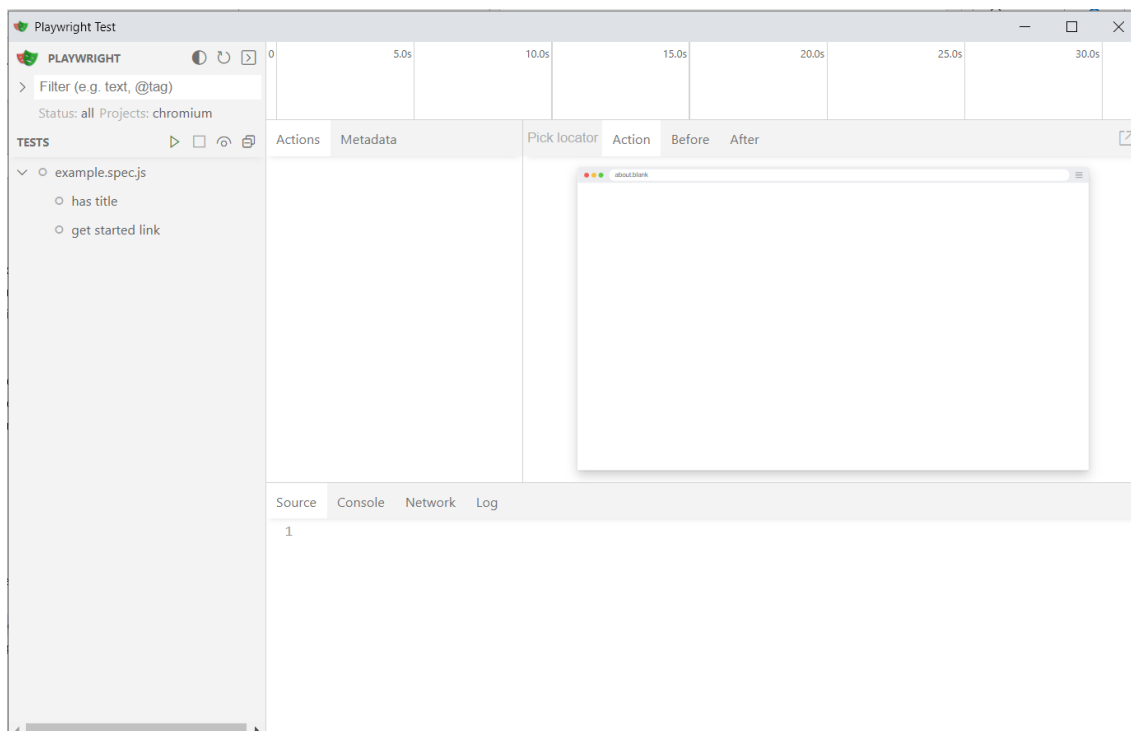 Playwright Test
PLAYWRIGHT
Filter (e.g. text, @tag)
Status: all Projects: chromium
TESTS
example.spec.js
has title
get started link
0 5.0s 10.0s 15.0s 20.0s 25.0s 30.0s
Actions Metadata
Pick locator Action Before After
about:blank
Source Console Network Log
1